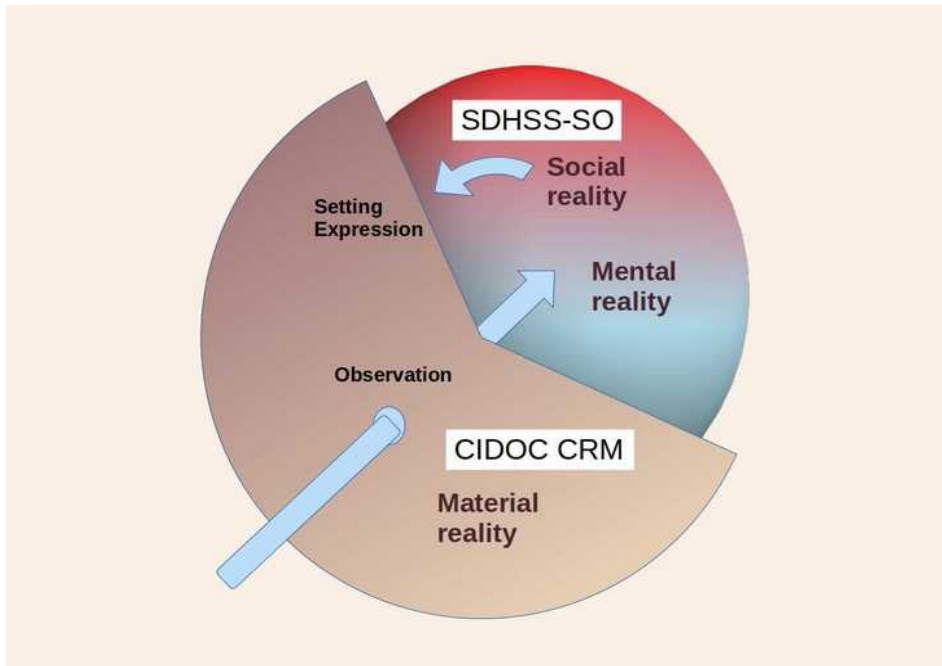 SDHSS-SO
Social
reality
Setting
Expression
Mental
reality
Observation
CIDOC CRM
Material
reality